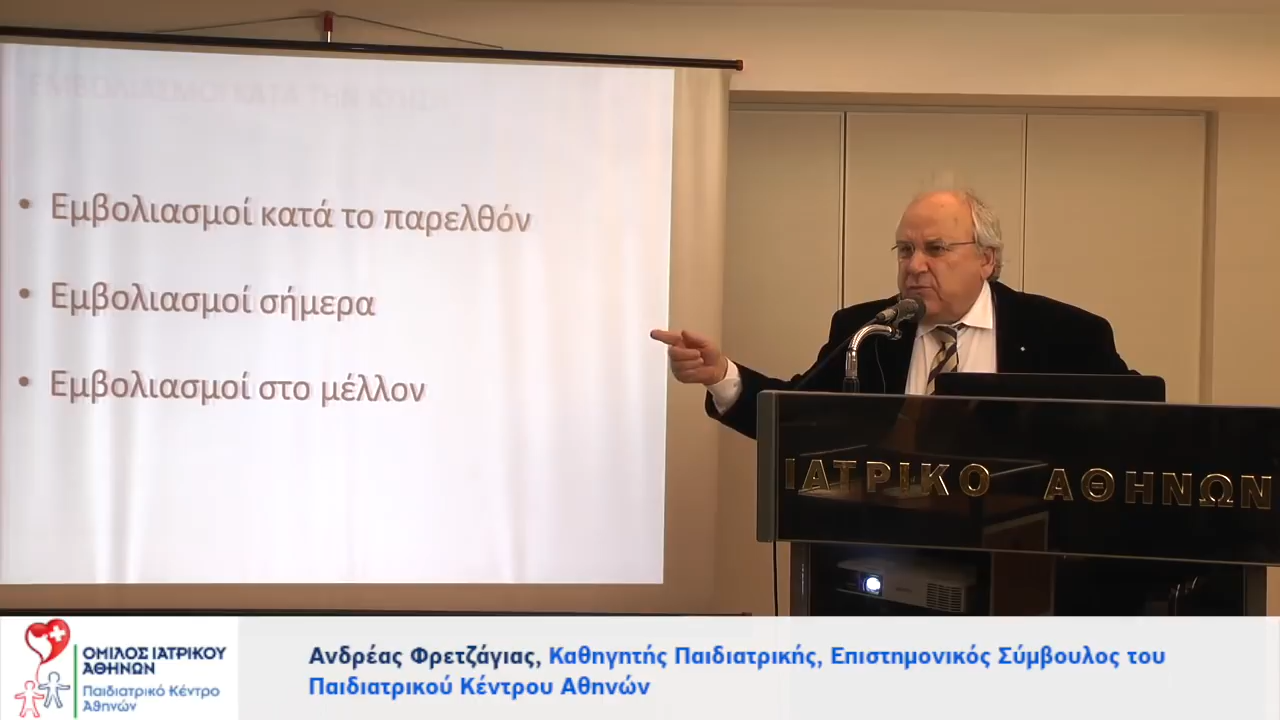 • Εμβολιασμοί κατά το παρελθόν
• Εμβολιασμοί σήμερα
• Εμβολιασμοί στο μέλλον
ΙΑΤΡΙΚΟ ΑΘΗΝΩΝ
ΟΜΙΛΟΣ ΙΑΤΡΙΚΟΥ
ΑΘΗΝΩΝ
Παιδιατρικό Κέντρο
Αθηνών
Ανδρέας Φρετζάγιας, Καθηγητής Παιδιατρικής, Επιστημονικός Σύμβουλος του
Παιδιατρικού Κέντρου Αθηνών